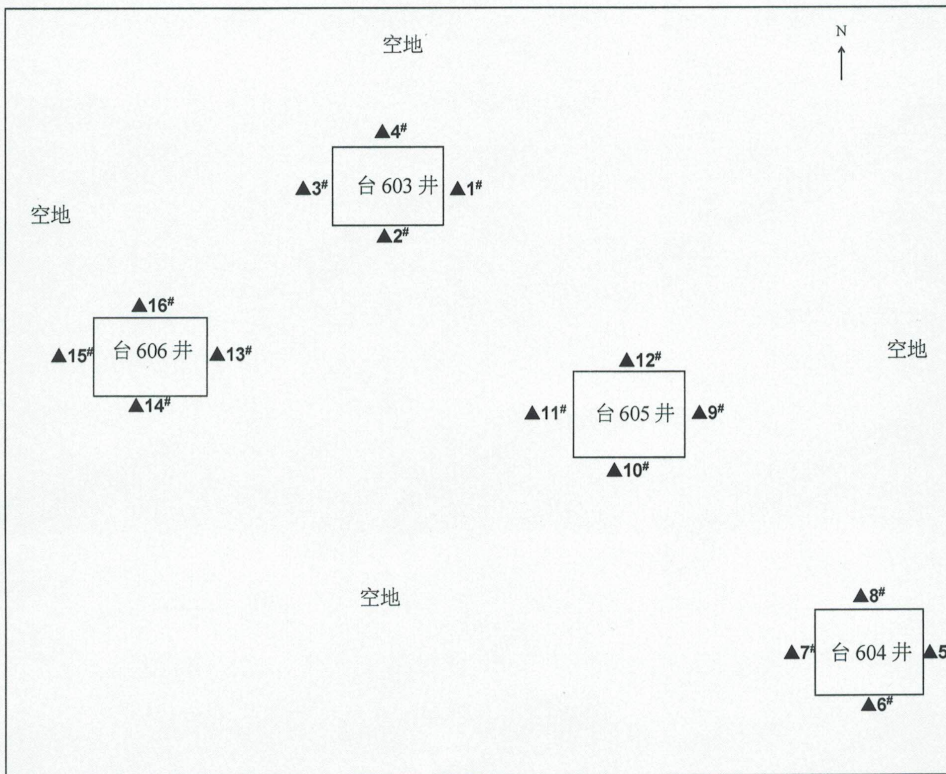 空地
N
▲4#
▲3#
台 603 井
▲1#
▲2#
空地
▲16#
▲15#
台 606 井
▲13#
▲14#
空地
▲12#
▲11#
台 605 井
▲9#
▲10#
空地
▲8#
▲7#
台 604 井
▲5
▲6#